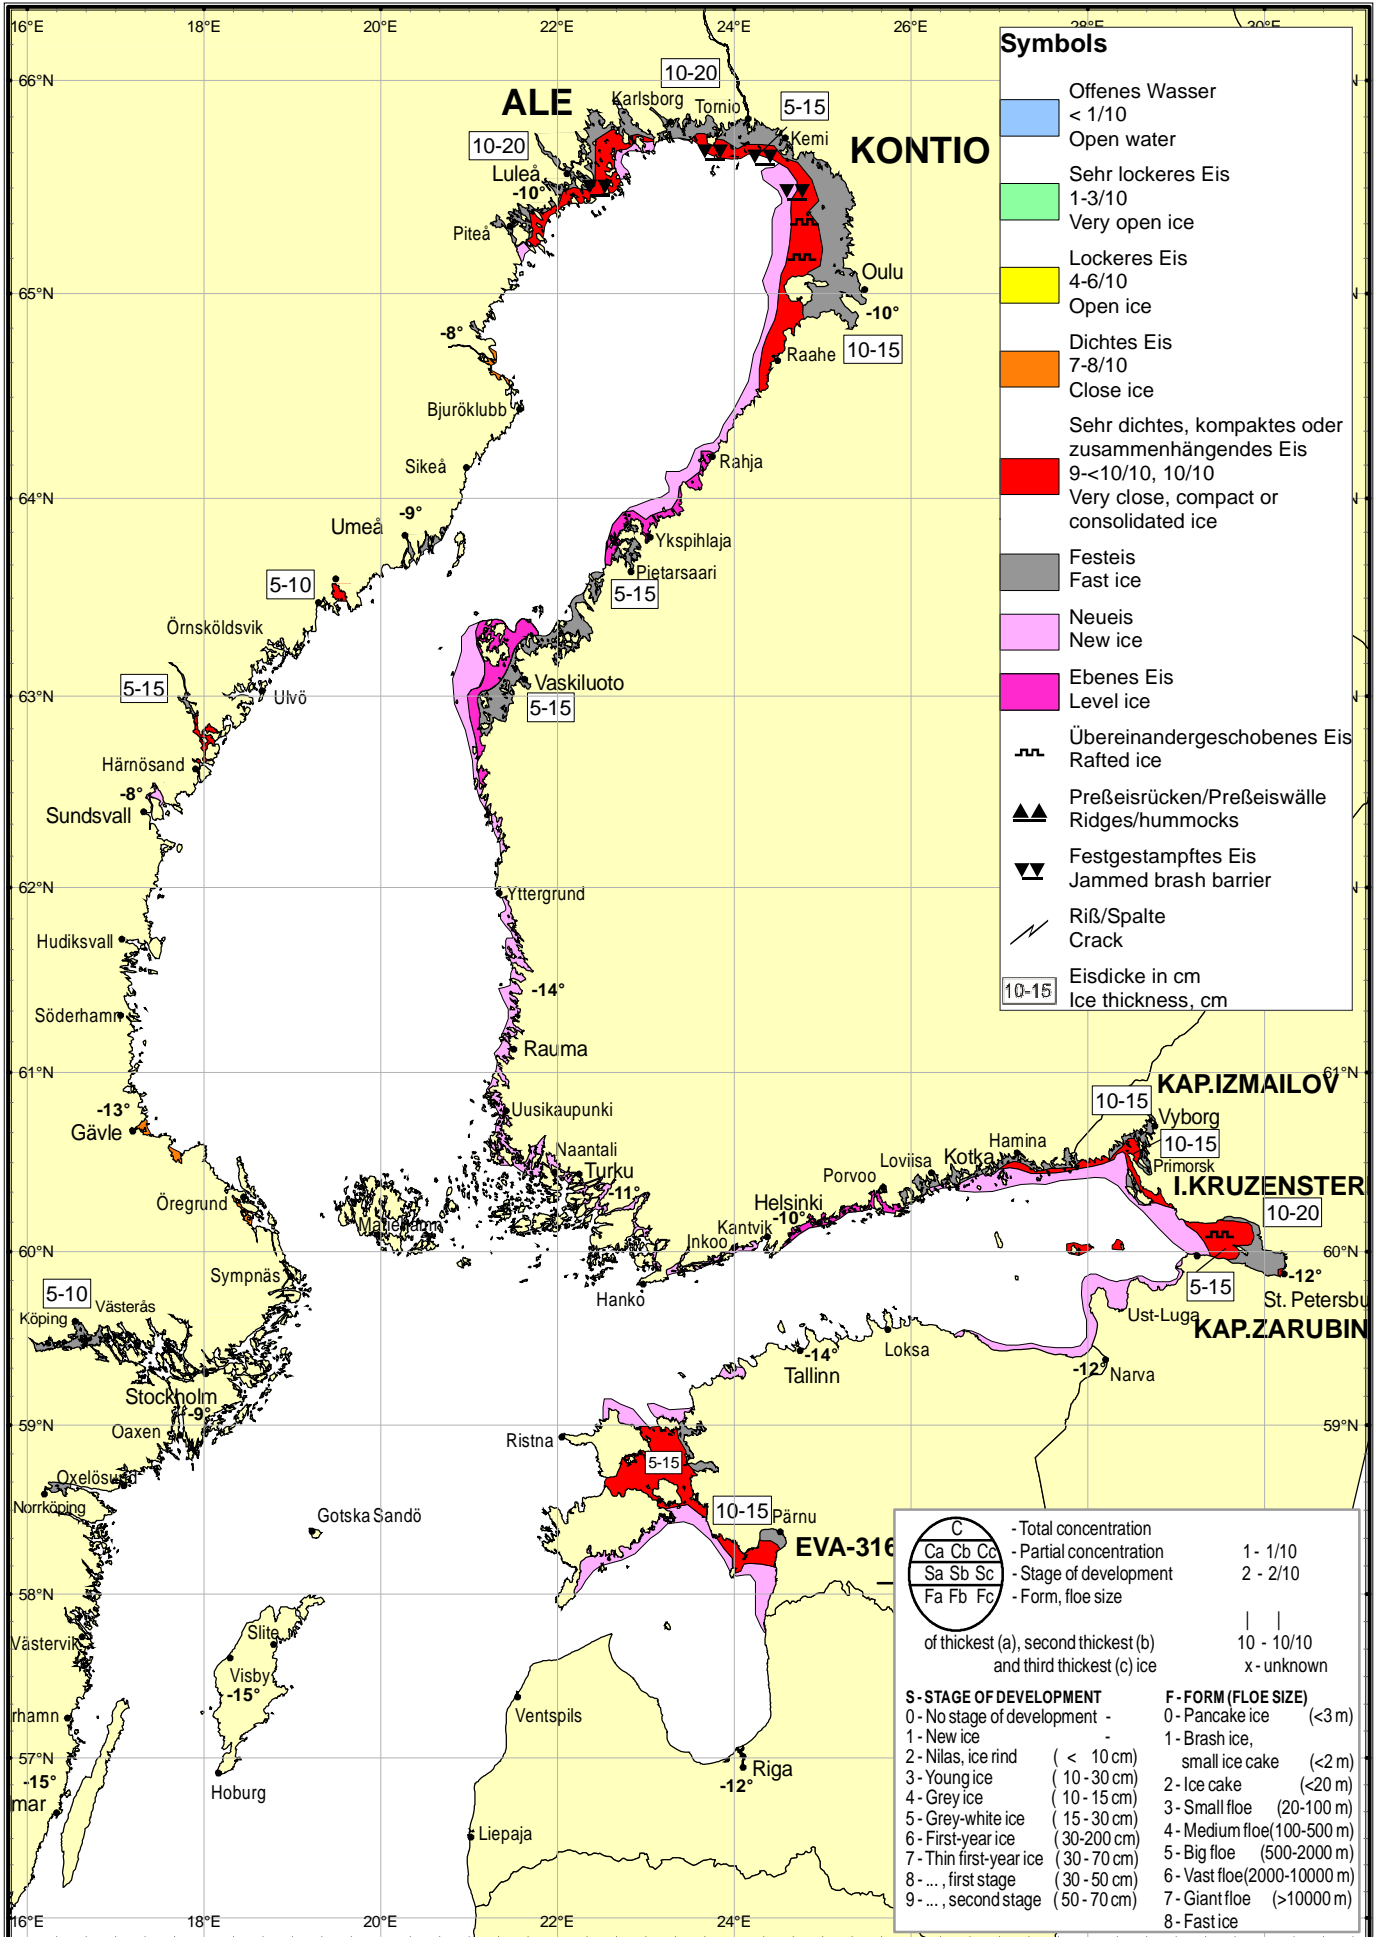 16°E 18°E 20°E 22°E 24°E 26°E 28°E 30°E
66°N
65°N
64°N
63°N
62°N
61°N 61°N
60°N 60°N
59°N 59°N
58°N
57°N
Symbols
Offenes Wasser
< 1/10
Open water
Sehr lockeres Eis
1-3/10
Very open ice
Lockeres Eis
4-6/10
Open ice
Dichtes Eis
7-8/10
Close ice
Sehr dichtes, kompaktes oder
zusammenhängendes Eis
9-<10/10, 10/10
Very close, compact or
consolidated ice
Festeis
Fast ice
Neueis
New ice
Ebenes Eis
Level ice
Übereinandergeschobenes Eis
Rafted ice
Preßeisrücken/Preßeiswälle
Ridges/hummocks
Festgestampftes Eis
Jammed brash barrier
Riß/Spalte
Crack
10-15
Eisdicke in cm
Ice thickness, cm
10-20
ALE
Karlsborg
Tornio
5-15
Kemi
KONTIO
10-20
Luleå
-10°
Piteå
Oulu
-10°
-8°
10-15
Raahe
Bjuröklubb
Sikeå
Rahja
-9°
Umeå
Ykspihlaja
Pietarsaari
5-10
5-15
Örnsköldsvik
5-15
Ulvö
Vaskiluoto
5-15
Härnösand
-8°
Sundsvall
Yttergrund
Hudiksvall
-14°
Söderhamn
Rauma
KAP.IZMAILOV
10-15
-13°
Gävle
Uusikaupunki
Vyborg
10-15
Naantali
Turku
-11°
Hamina
Kotka
Loviisa
Porvoo
Primorsk
I.KRUZENSTER
Öregrund
Helsinki
-10°
10-20
Mariehamn
Kantvik
Inkoo
Sympnäs
Hanko
-12°
5-15
St. Petersbu
5-10
Västerås
Köping
Ust-Luga
KAP.ZARUBIN
Loksa
-14°
Tallinn
-12°
Narva
Stockholm
-9°
Oaxen
Ristna
5-15
Oxelösund
Norrköping
Gotska Sandö
10-15
Pärnu
EVA-316
Västervik
Slite
Visby
-15°
rhamn
Ventspils
-15°
mar
Hoburg
Riga
-12°
Liepaja
C - Total concentration
Ca Cb Cc - Partial concentration 1 - 1/10
Sa Sb Sc - Stage of development 2 - 2/10
Fa Fb Fc - Form, floe size
| |
of thickest (a), second thickest (b) 10 - 10/10
and third thickest (c) ice x - unknown
S - STAGE OF DEVELOPMENT
0 - No stage of development -
1 - New ice -
2 - Nilas, ice rind ( < 10 cm)
3 - Young ice ( 10 - 30 cm)
4 - Grey ice ( 10 - 15 cm)
5 - Grey-white ice ( 15 - 30 cm)
6 - First-year ice (30-200 cm)
7 - Thin first-year ice ( 30 - 70 cm)
8 - ... , first stage ( 30 - 50 cm)
9 - ... , second stage ( 50 - 70 cm)
F - FORM (FLOE SIZE)
0 - Pancake ice (<3 m)
1 - Brash ice,
small ice cake (<2 m)
2 - Ice cake (<20 m)
3 - Small floe (20-100 m)
4 - Medium floe(100-500 m)
5 - Big floe (500-2000 m)
6 - Vast floe(2000-10000 m)
7 - Giant floe (>10000 m)
8 - Fast ice
16°E 18°E 20°E 22°E